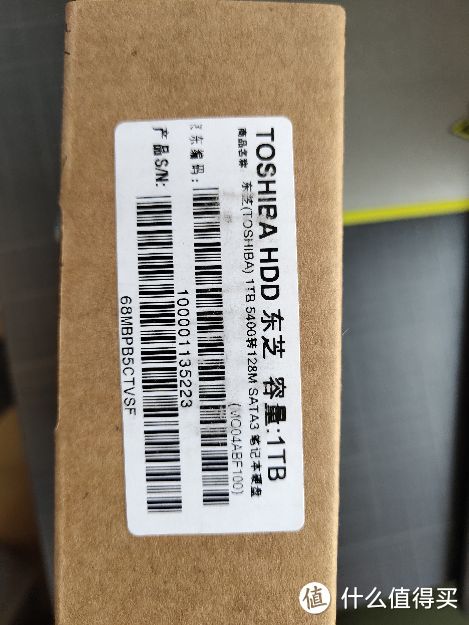 TOSHIBA HDD 东芝 容量:1TB
商品名称: 东芝(TOSHIBA) 1TB 5400转128M SATA3 笔记本硬盘
(MQ04ABF100)
京东编码:
100001135223
产品S/N:
68MBPB5CTVSF
值 什么值得买